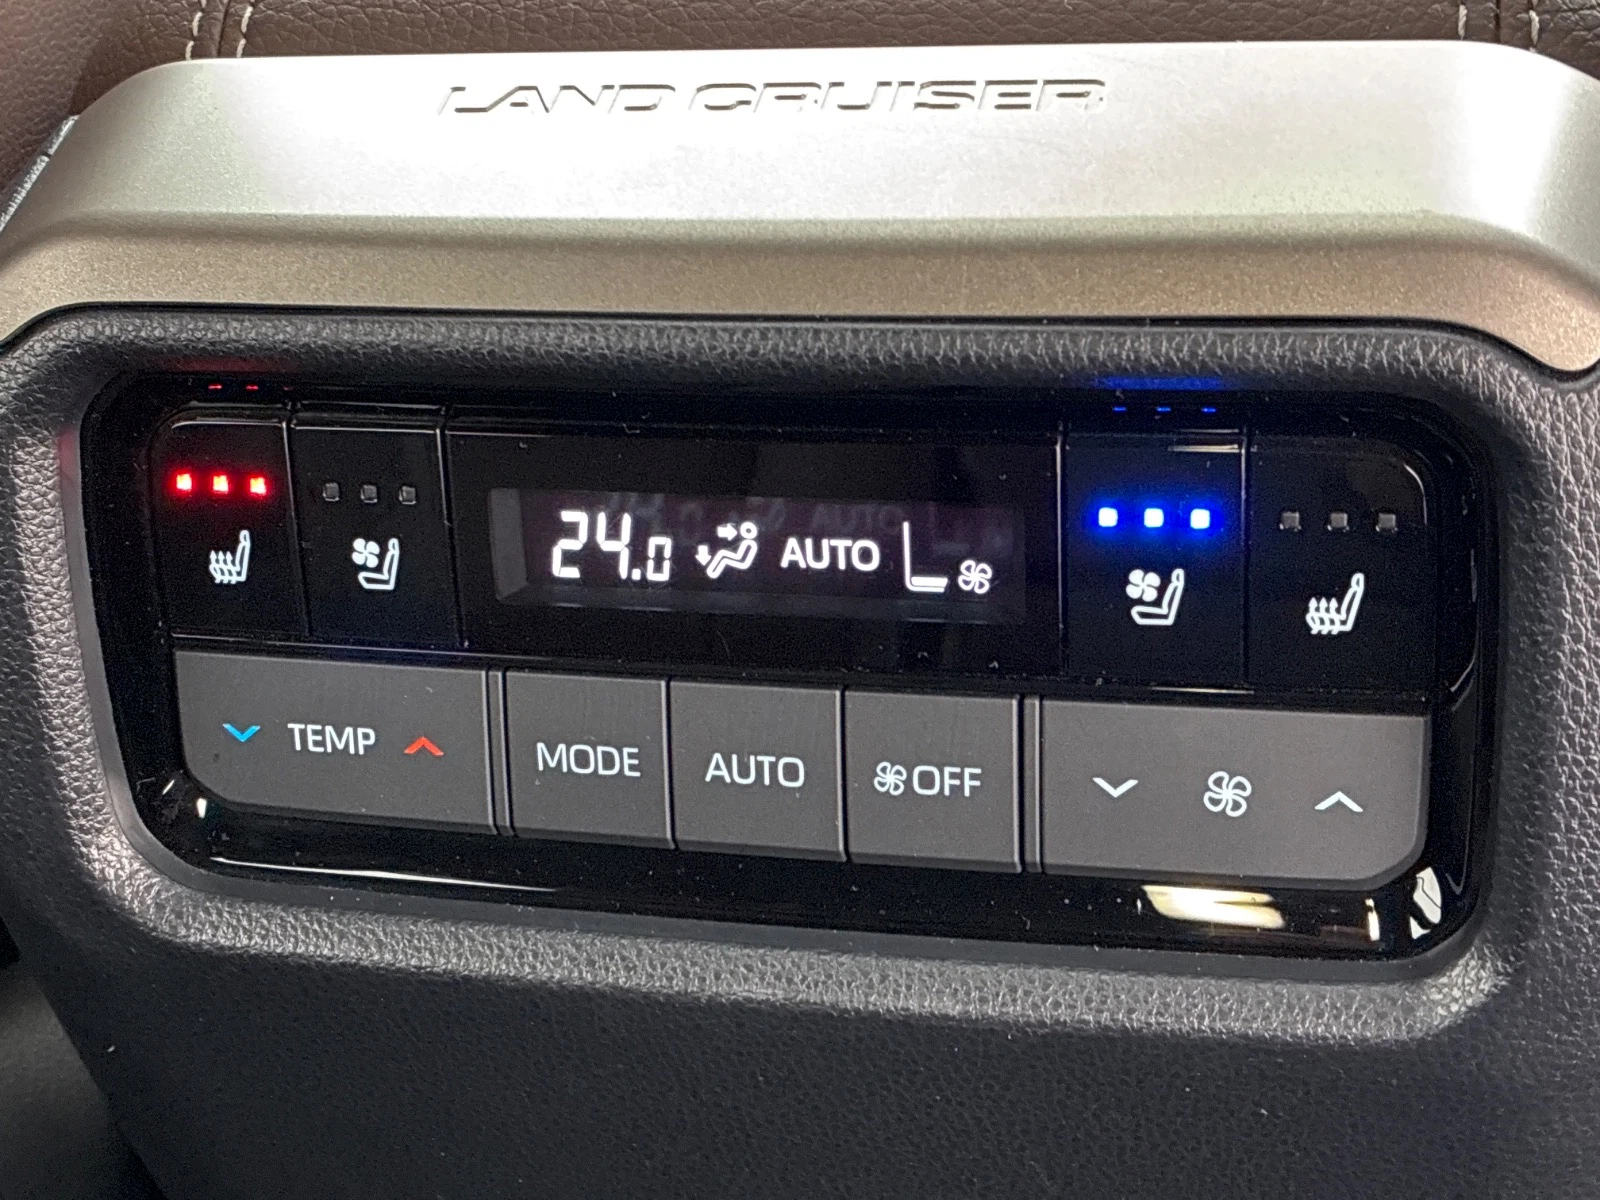 LAND CRUISER
24.0 AUTO
TEMP MODE AUTO OFF